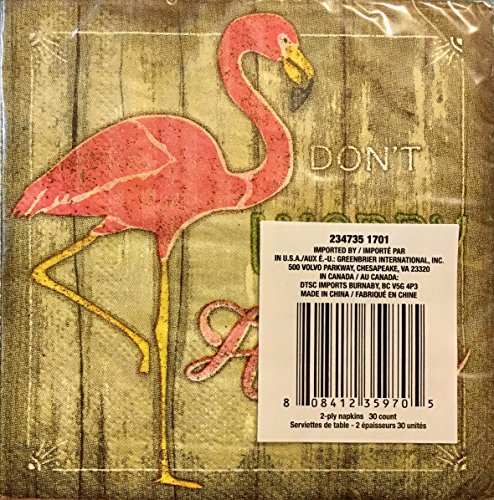 DON'T
234735 1701
IMPORTED BY / IMPORTÉ PAR
IN U.S.A./AUX É.-U.: GREENBRIER INTERNATIONAL, INC.
500 VOLVO PARKWAY, CHESAPEAKE, VA 23320
IN CANADA / AU CANADA:
DTSC IMPORTS BURNABY, BC V5G 4P3
MADE IN CHINA / FABRIQUÉ EN CHINE
8 08412 35970 5
2-ply napkins 30 count
Serviettes de table - 2 épaisseurs 30 unités